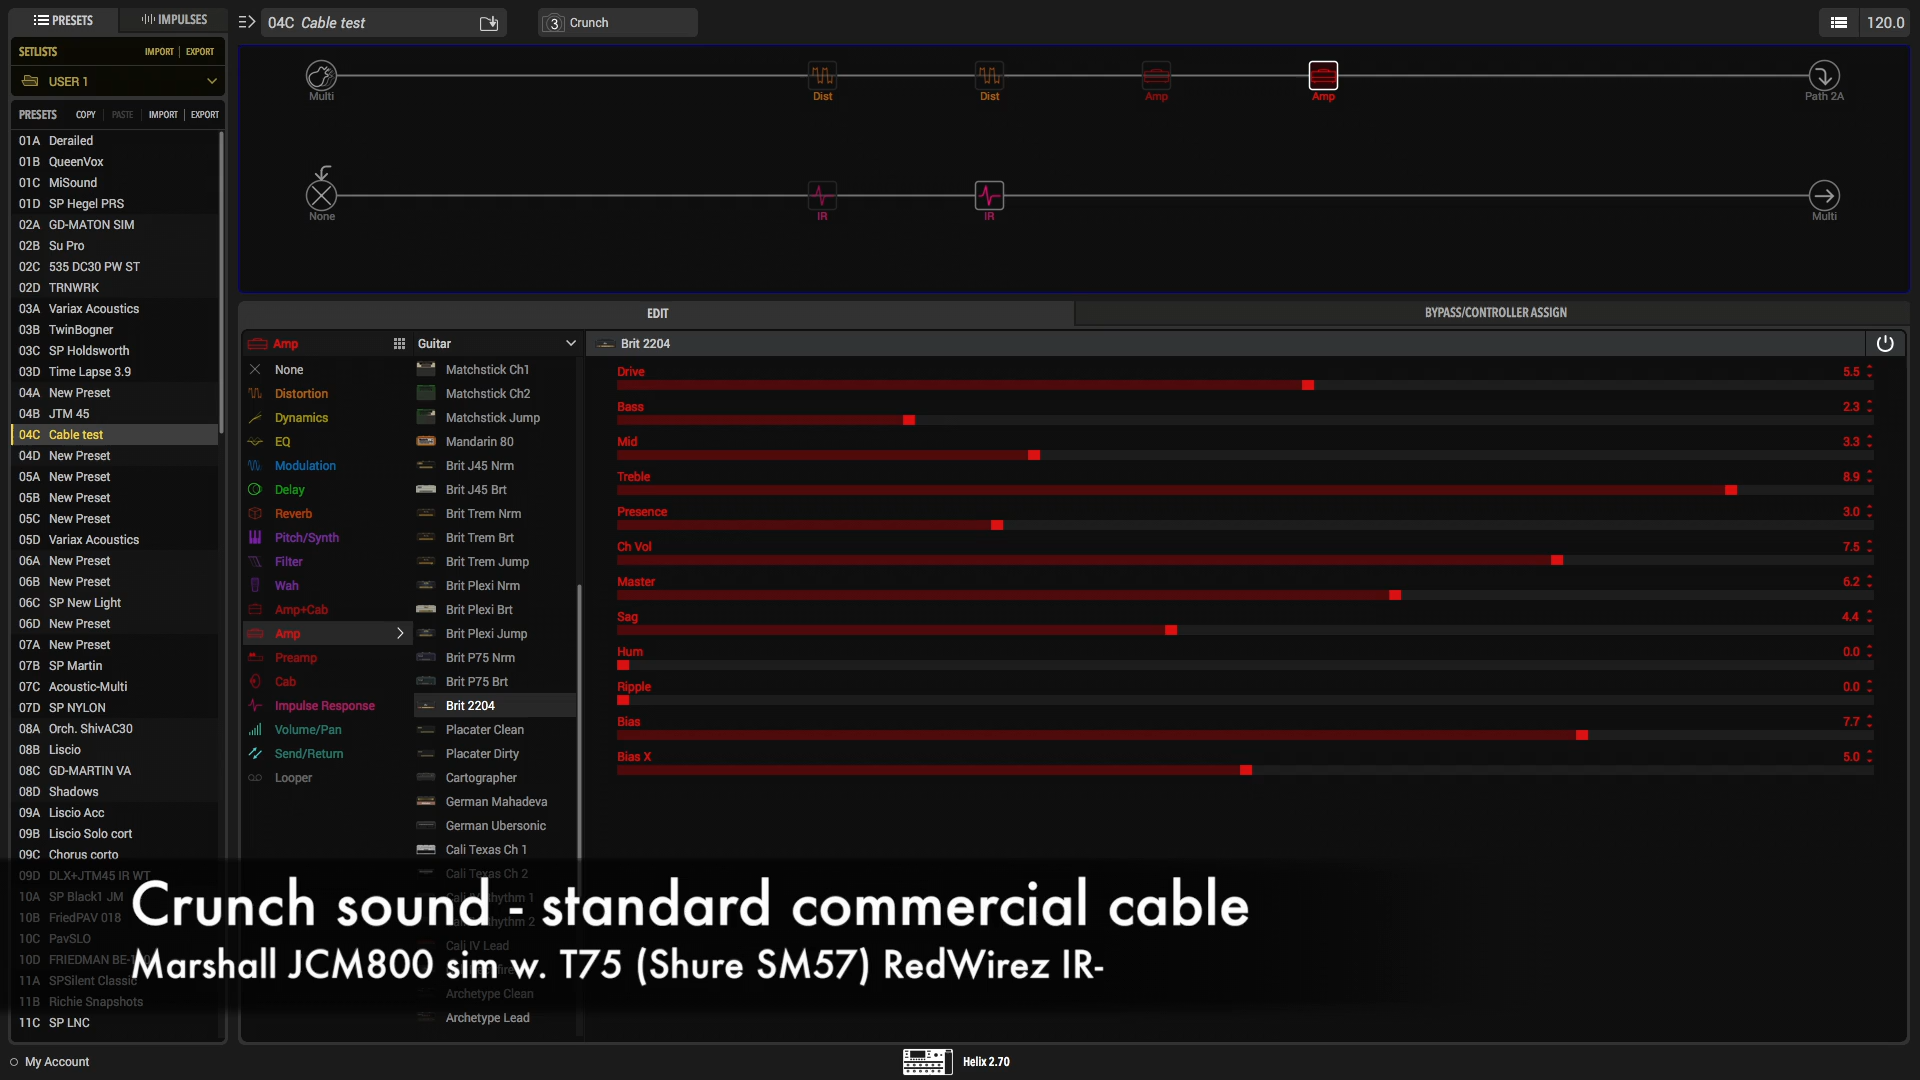 PRESETS
IMPULSES
04C Cable test
3 Crunch
120.0
SETLISTS IMPORT EXPORT
USER 1
PRESETS COPY PASTE IMPORT EXPORT
01A Derailed
01B QueenVox
01C MiSound
01D SP Hegel PRS
02A GD-MATON SIM
02B Su Pro
02C 535 DC30 PW ST
02D TRNWRK
03A Variax Acoustics
03B TwinBogner
03C SP Holdsworth
03D Time Lapse 3.9
04A New Preset
04B JTM 45
04C Cable test
04D New Preset
05A New Preset
05B New Preset
05C New Preset
05D Variax Acoustics
06A New Preset
06B New Preset
06C SP New Light
06D New Preset
07A New Preset
07B SP Martin
07C Acoustic-Multi
07D SP NYLON
08A Orch. ShivAC30
08B Liscio
08C GD-MARTIN VA
08D Shadows
09A Liscio Acc
09B Liscio Solo cort
09C Chorus corto
09D DLX+JTM45 IR WT
10A SP Black1 JM
10B FriedPAV 018
10C PavSLO
10D FRIEDMAN BE-
11A SPSilent Classic
11B Richie Snapshots
11C SP LNC
My Account
Multi
Dist
Dist
Amp
Amp
Path 2A
None
IR
IR
Multi
EDIT
BYPASS/CONTROLLER ASSIGN
Amp
None
Distortion
Dynamics
EQ
Modulation
Delay
Reverb
Pitch/Synth
Filter
Wah
Amp+Cab
Amp
Preamp
Cab
Impulse Response
Volume/Pan
Send/Return
Looper
Guitar
Matchstick Ch1
Matchstick Ch2
Matchstick Jump
Mandarin 80
Brit J45 Nrm
Brit J45 Brt
Brit Trem Nrm
Brit Trem Brt
Brit Trem Jump
Brit Plexi Nrm
Brit Plexi Brt
Brit Plexi Jump
Brit P75 Nrm
Brit P75 Brt
Brit 2204
Placater Clean
Placater Dirty
Cartographer
German Mahadeva
German Ubersonic
Cali Texas Ch 1
Cali Texas Ch 2
Cali IV Lead
Archetype Clean
Archetype Lead
Brit 2204
Drive 5.5
Bass 2.3
Mid 3.3
Treble 8.9
Presence 3.0
Ch Vol 7.5
Master 6.2
Sag 4.4
Hum 0.0
Ripple 0.0
Bias 7.7
Bias X 5.0
Crunch sound - standard commercial cable
Marshall JCM800 sim w. T75 (Shure SM57) RedWirez IR-
Helix 2.70